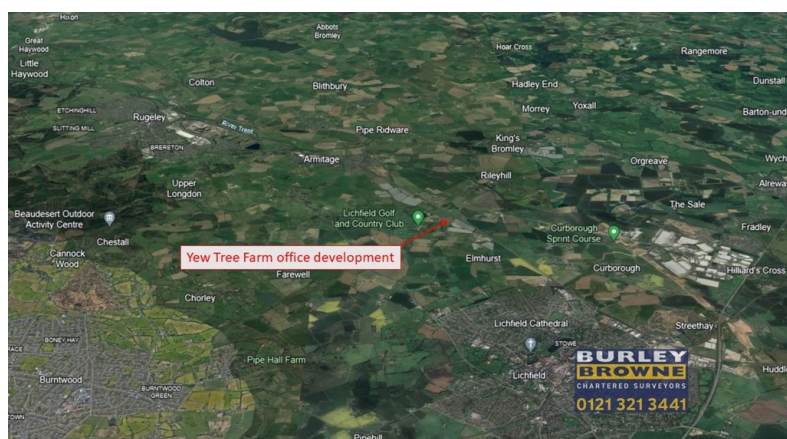 Hixon
Great
Haywood
Little
Haywood
Abbots
Bromley
Hoar Cross
Rangemore
Colton
Blithbury
Hadley End
Dunstall
ETCHINGHILL
Rugeley
SLITTING MILL
River Trent
Morrey
Yoxall
Barton-und
BRERETON
Pipe Ridware
King's
Bromley
Armitage
Orgreave
Wych
Rileyhill
Upper
Longdon
Alrewa
The Sale
Beaudesert Outdoor
Activity Centre
Lichfield Golf
and Country Club
Curborough
Sprint Course
Fradley
Chestall
Cannock
Wood
Yew Tree Farm office development
Elmhurst
Curborough
Hilliard's Cross
Farewell
Chorley
Lichfield Cathedral
Streethay
BONEY HAY
STOWE
RACE
Pipe Hall Farm
Burntwood
Lichfield
Huddl
BURNTWOOD
GREEN
TOWN
Pipehill
BURLEY
BROWNE
CHARTERED SURVEYORS
0121 321 3441